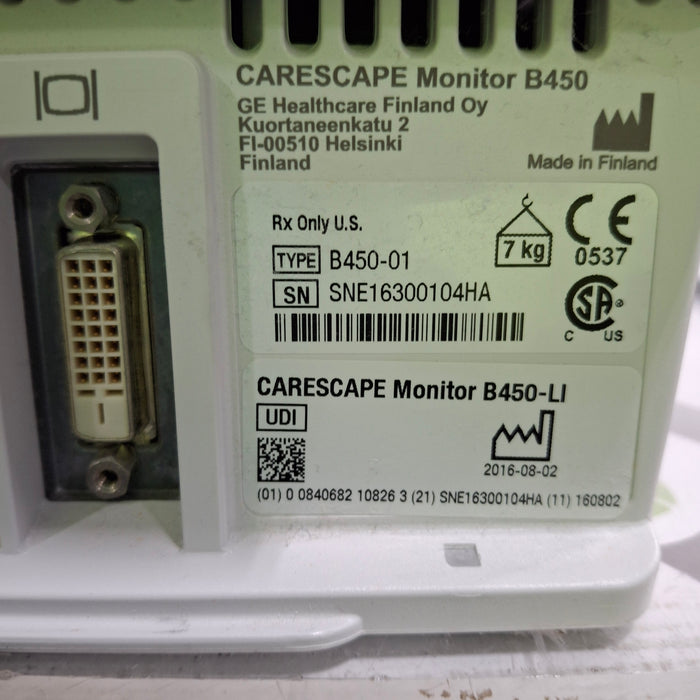 CARESCAPE Monitor B450
GE Healthcare Finland Oy
Kuortaneenkatu 2
FI-00510 Helsinki
Finland
Made in Finland
Rx Only U.S.
7 kg
CE
0537
TYPE B450-01
SN SNE16300104HA
SA ®
C US
CARESCAPE Monitor B450-LI
UDI
2016-08-02
(01) 0 0840682 10826 3 (21) SNE16300104HA (11) 160802